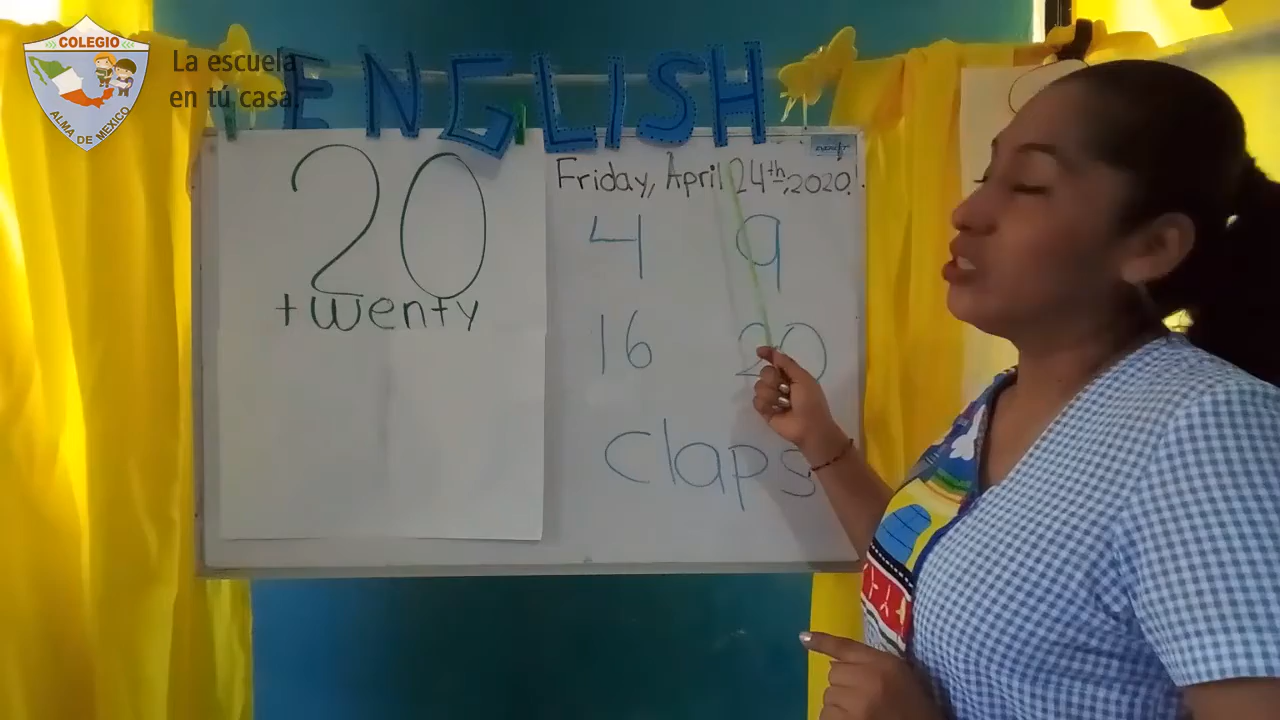 COLEGIO
ALMA DE MEXICO
La escuela
en tú casa.
ENGLISH
20
twenty
Friday, April 24th, 2020!.
4 9
16 20
Claps